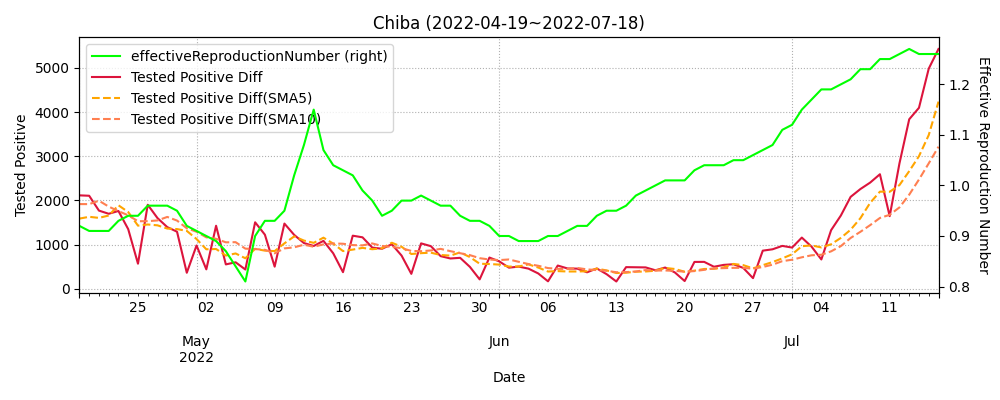 Chiba (2022-04-19~2022-07-18)
effectiveReproductionNumber (right)
Tested Positive Diff
Tested Positive Diff(SMA5)
Tested Positive Diff(SMA10)
Tested Positive
5000
4000
3000
2000
1000
0
1.2
1.1
1.0
0.9
0.8
Effective Reproduction Number
25 02 09 16 23 30 06 13 20 27 04 11
May Jun Jul
2022
Date